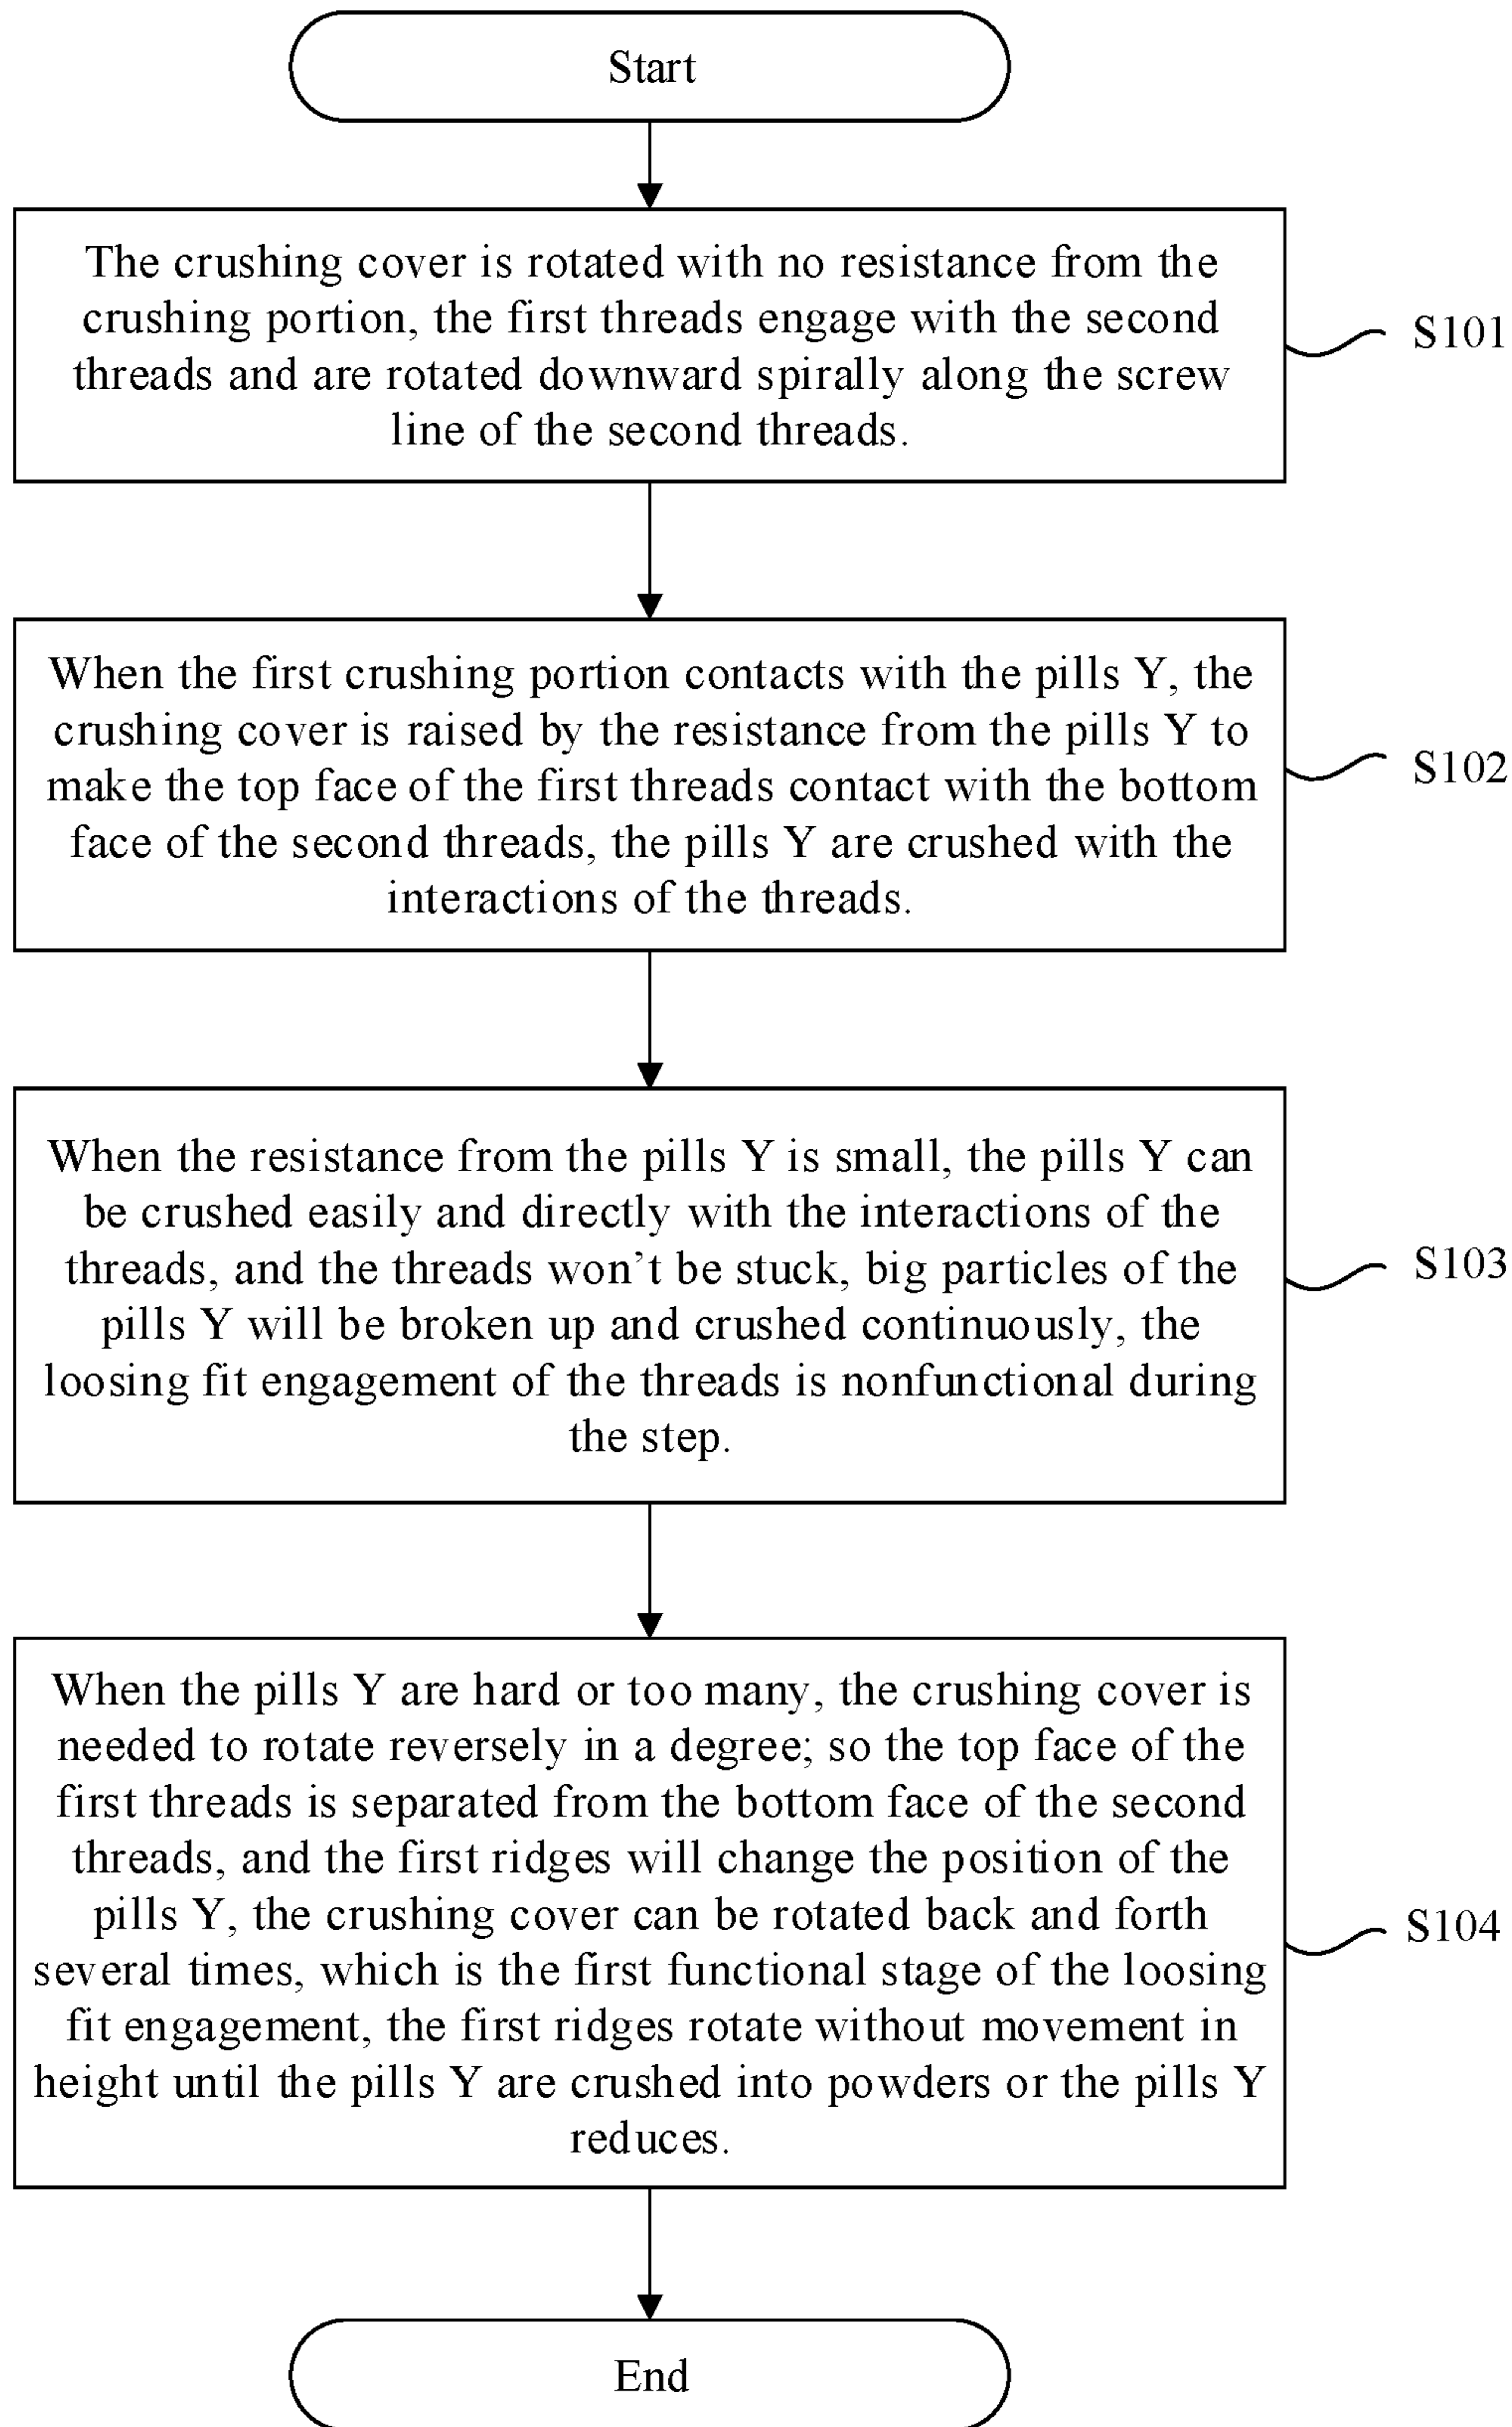 Start
The crushing cover is rotated with no resistance from the
crushing portion, the first threads engage with the second
threads and are rotated downward spirally along the screw
line of the second threads.
S101
When the first crushing portion contacts with the pills Y, the
crushing cover is raised by the resistance from the pills Y to
make the top face of the first threads contact with the bottom
face of the second threads, the pills Y are crushed with the
interactions of the threads.
S102
When the resistance from the pills Y is small, the pills Y can
be crushed easily and directly with the interactions of the
threads, and the threads won’t be stuck, big particles of the
pills Y will be broken up and crushed continuously, the
loosing fit engagement of the threads is nonfunctional during
the step.
S103
When the pills Y are hard or too many, the crushing cover is
needed to rotate reversely in a degree; so the top face of the
first threads is separated from the bottom face of the second
threads, and the first ridges will change the position of the
pills Y, the crushing cover can be rotated back and forth
several times, which is the first functional stage of the loosing
fit engagement, the first ridges rotate without movement in
height until the pills Y are crushed into powders or the pills Y
reduces.
S104
End